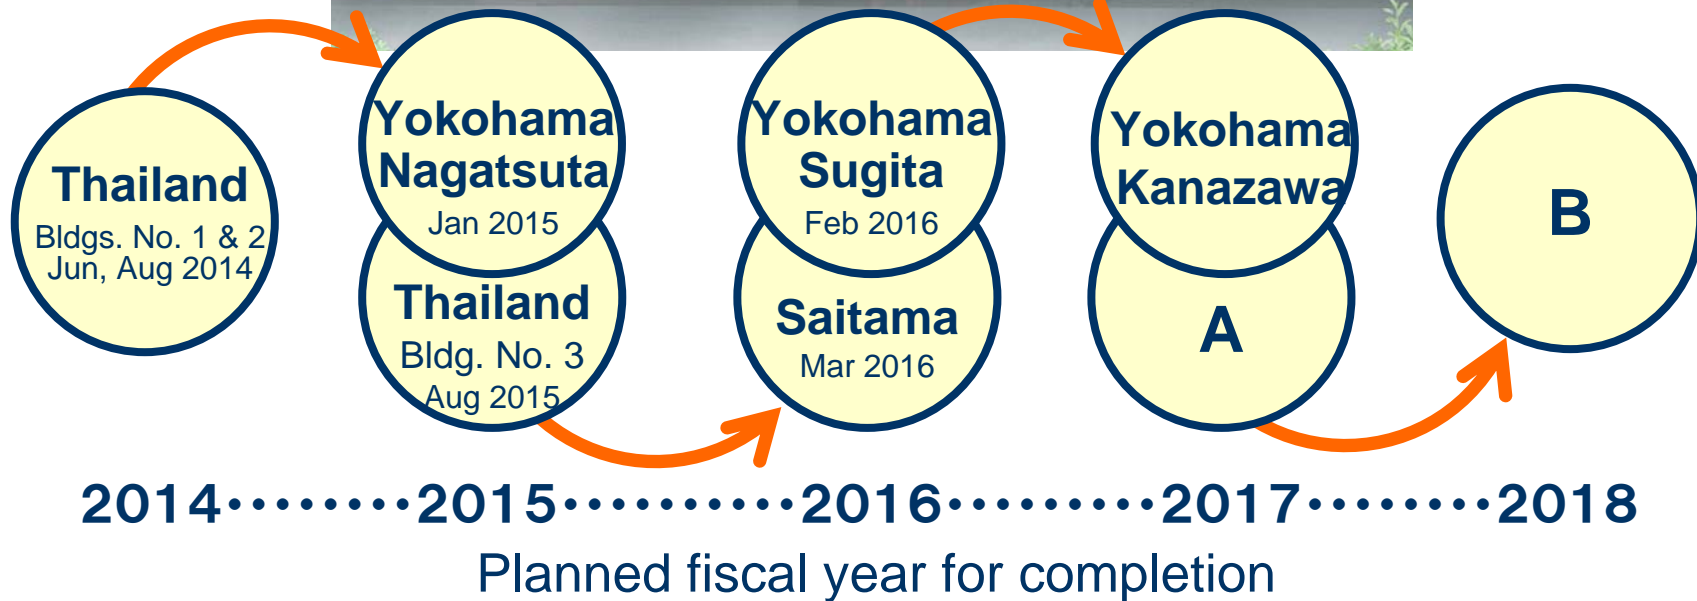 Thailand
Bldgs. No. 1 & 2
Jun, Aug 2014
Yokohama
Nagatsuta
Jan 2015
Thailand
Bldg. No. 3
Aug 2015
Yokohama
Sugita
Feb 2016
Saitama
Mar 2016
Yokohama
Kanazawa
A
B
2014········2015··········2016·········2017········2018
Planned fiscal year for completion